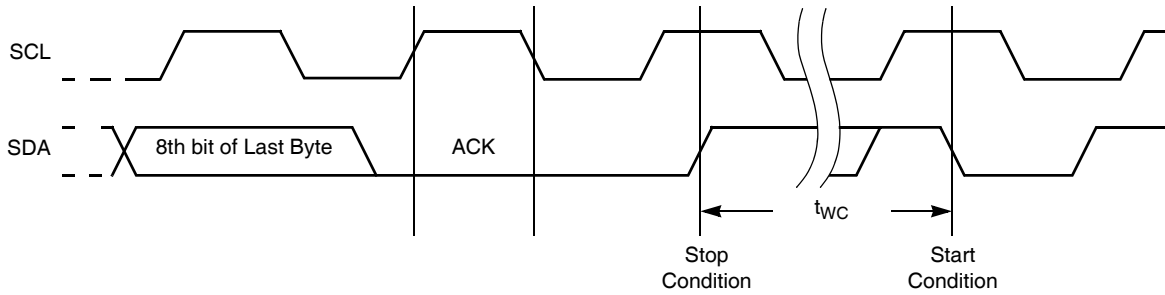 SCL
SDA
8th bit of Last Byte
ACK
tWC
Stop
Condition
Start
Condition